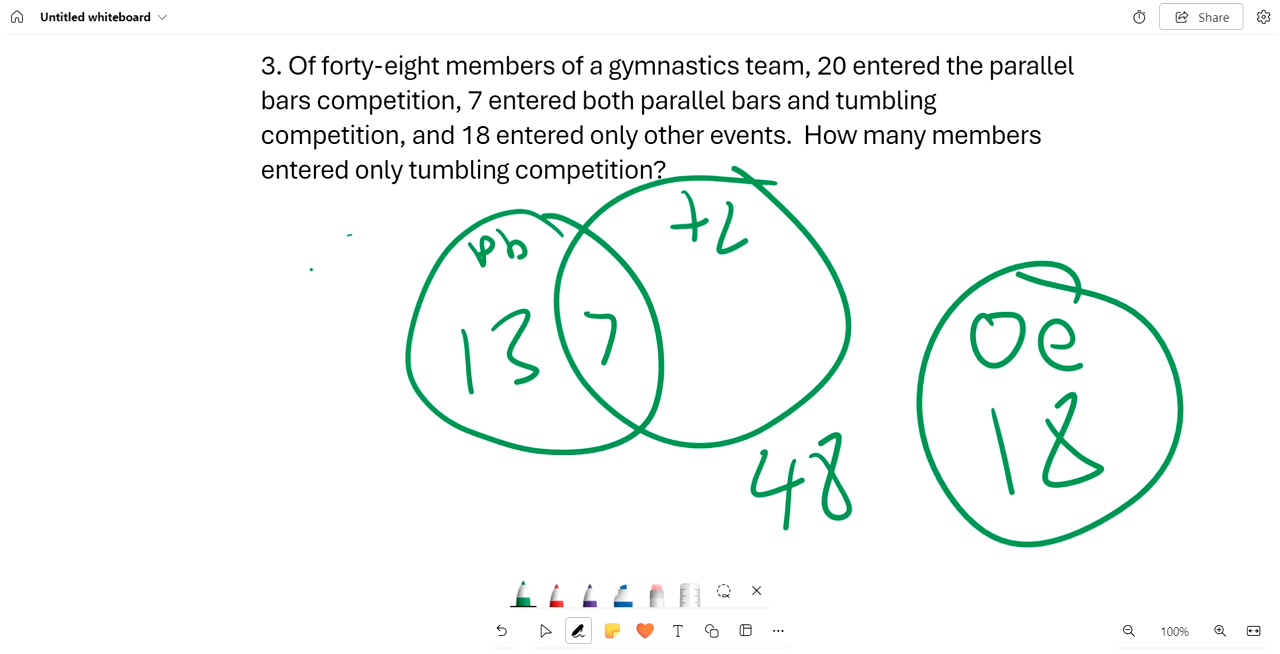 Untitled whiteboard
Share
3. Of forty-eight members of a gymnastics team, 20 entered the parallel
bars competition, 7 entered both parallel bars and tumbling
competition, and 18 entered only other events.  How many members
entered only tumbling competition?
pb
13
7
48
oe
18
T
100%